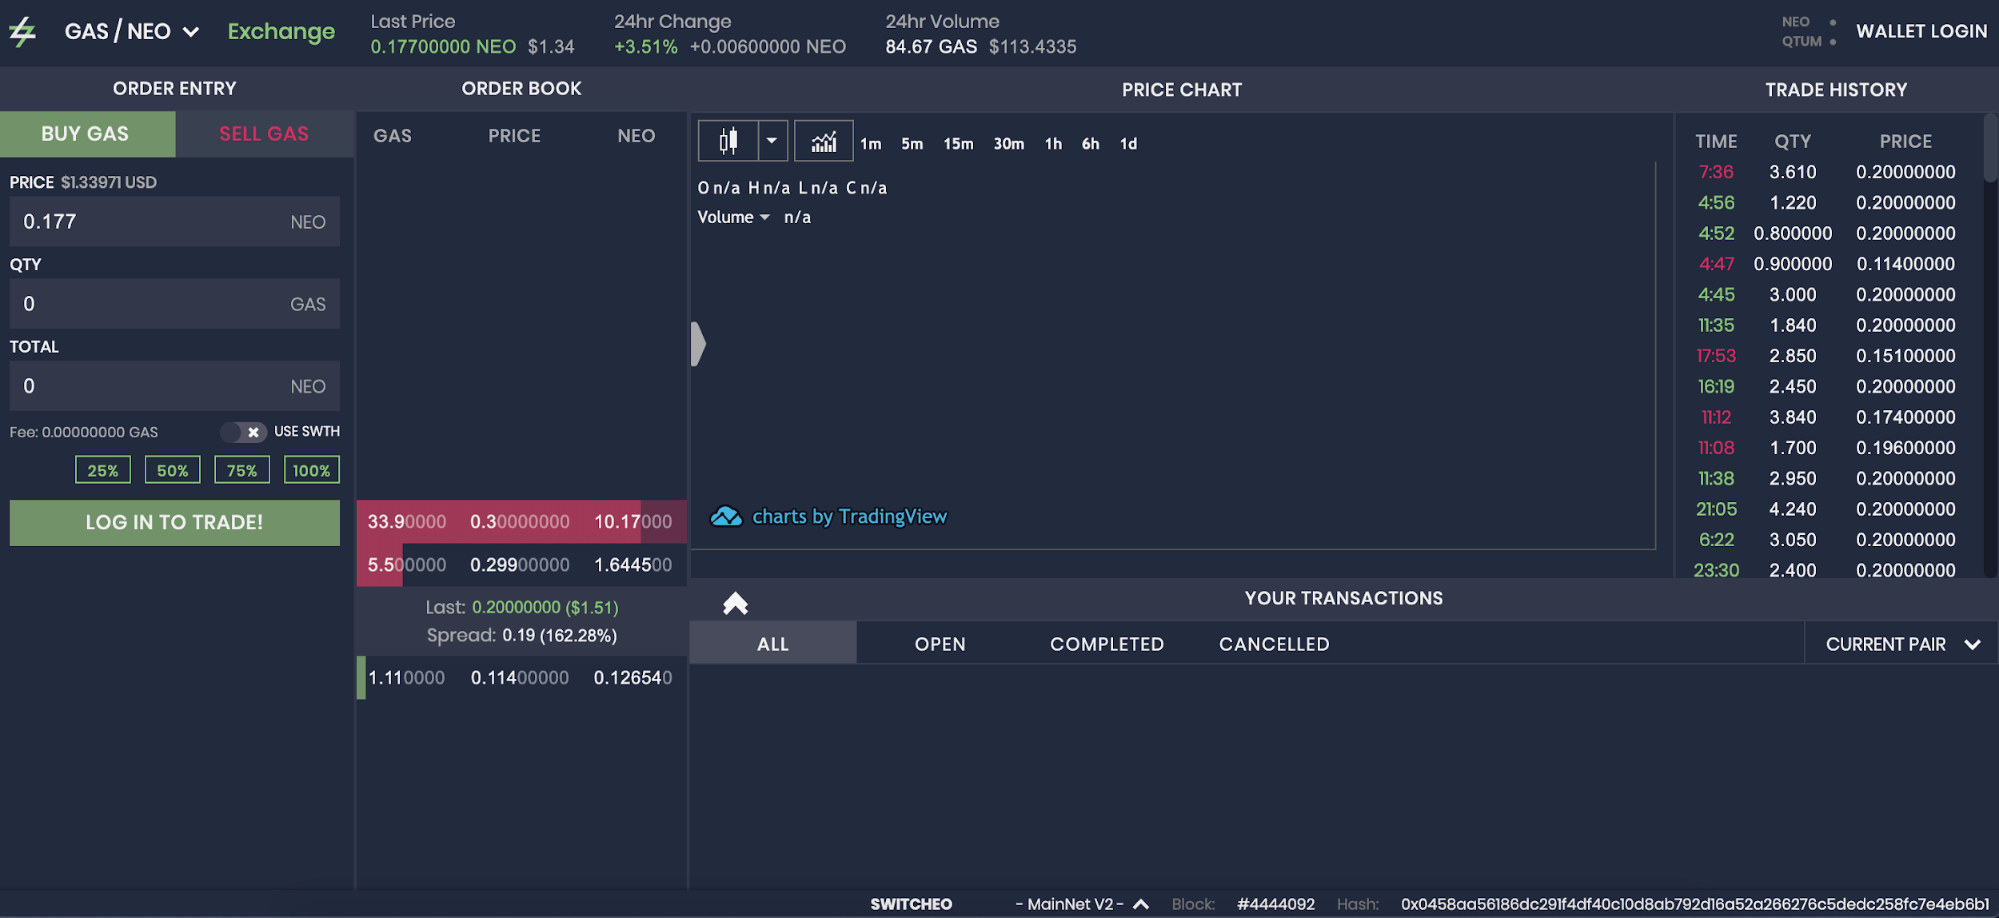 GAS / NEO Exchange
Last Price
0.17700000 NEO $1.34
24hr Change
+3.51% +0.00600000 NEO
24hr Volume
84.67 GAS $113.4335
NEO
QTUM
WALLET LOGIN
ORDER ENTRY
BUY GAS SELL GAS
PRICE $1.33971 USD
0.177 NEO
QTY
0 GAS
TOTAL
0 NEO
Fee: 0.00000000 GAS USE SWTH
25% 50% 75% 100%
LOG IN TO TRADE!
ORDER BOOK
GAS PRICE NEO
33.90000 0.30000000 10.17000
5.500000 0.29900000 1.644500
Last: 0.20000000 ($1.51)
Spread: 0.19 (162.28%)
1.110000 0.11400000 0.126540
PRICE CHART
1m 5m 15m 30m 1h 6h 1d
O n/a H n/a L n/a C n/a
Volume n/a
charts by TradingView
TRADE HISTORY
TIME QTY PRICE
7:36 3.610 0.20000000
4:56 1.220 0.20000000
4:52 0.800000 0.20000000
4:47 0.900000 0.11400000
4:45 3.000 0.20000000
11:35 1.840 0.20000000
17:53 2.850 0.15100000
16:19 2.450 0.20000000
11:12 3.840 0.17400000
11:08 1.700 0.19600000
11:38 2.950 0.20000000
21:05 4.240 0.20000000
6:22 3.050 0.20000000
23:30 2.400 0.20000000
YOUR TRANSACTIONS
ALL OPEN COMPLETED CANCELLED CURRENT PAIR
SWITCHEO - MainNet V2 - Block: #4444092 Hash: 0x0458aa56186dc291f4df40c10d8ab792d16a52a266276c5dedc258fc7e4eb6b1